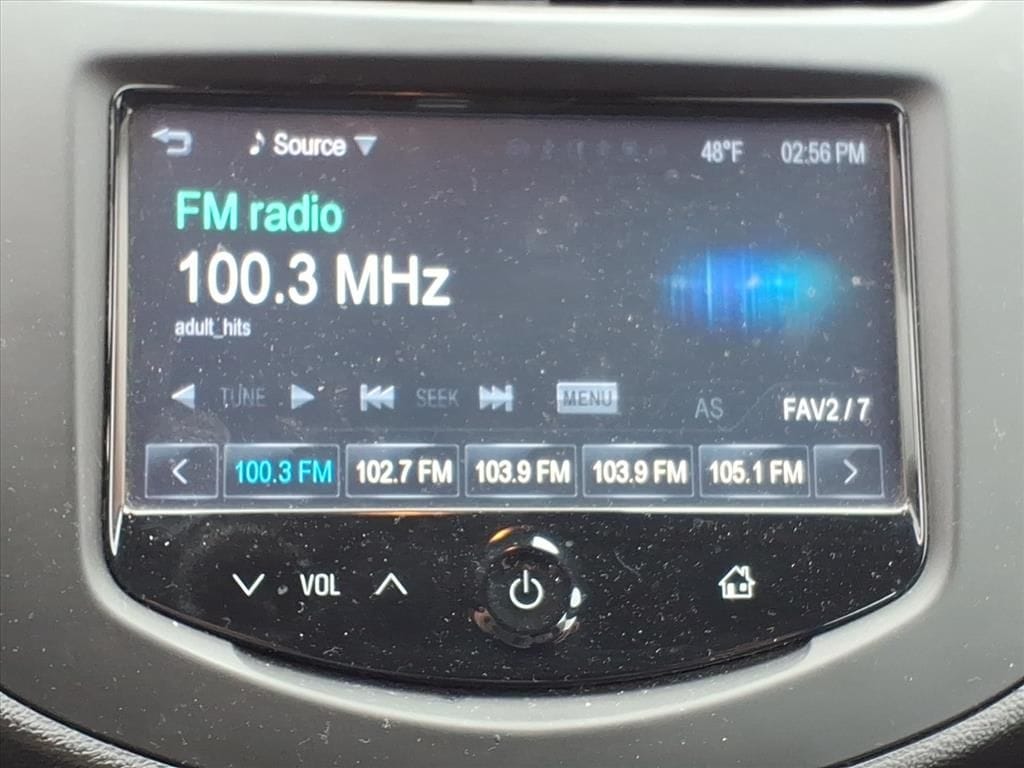 Source 48°F 02:56 PM
FM radio
100.3 MHz
adult_hits
TUNE SEEK MENU AS FAV2 / 7
100.3 FM 102.7 FM 103.9 FM 103.9 FM 105.1 FM
VOL